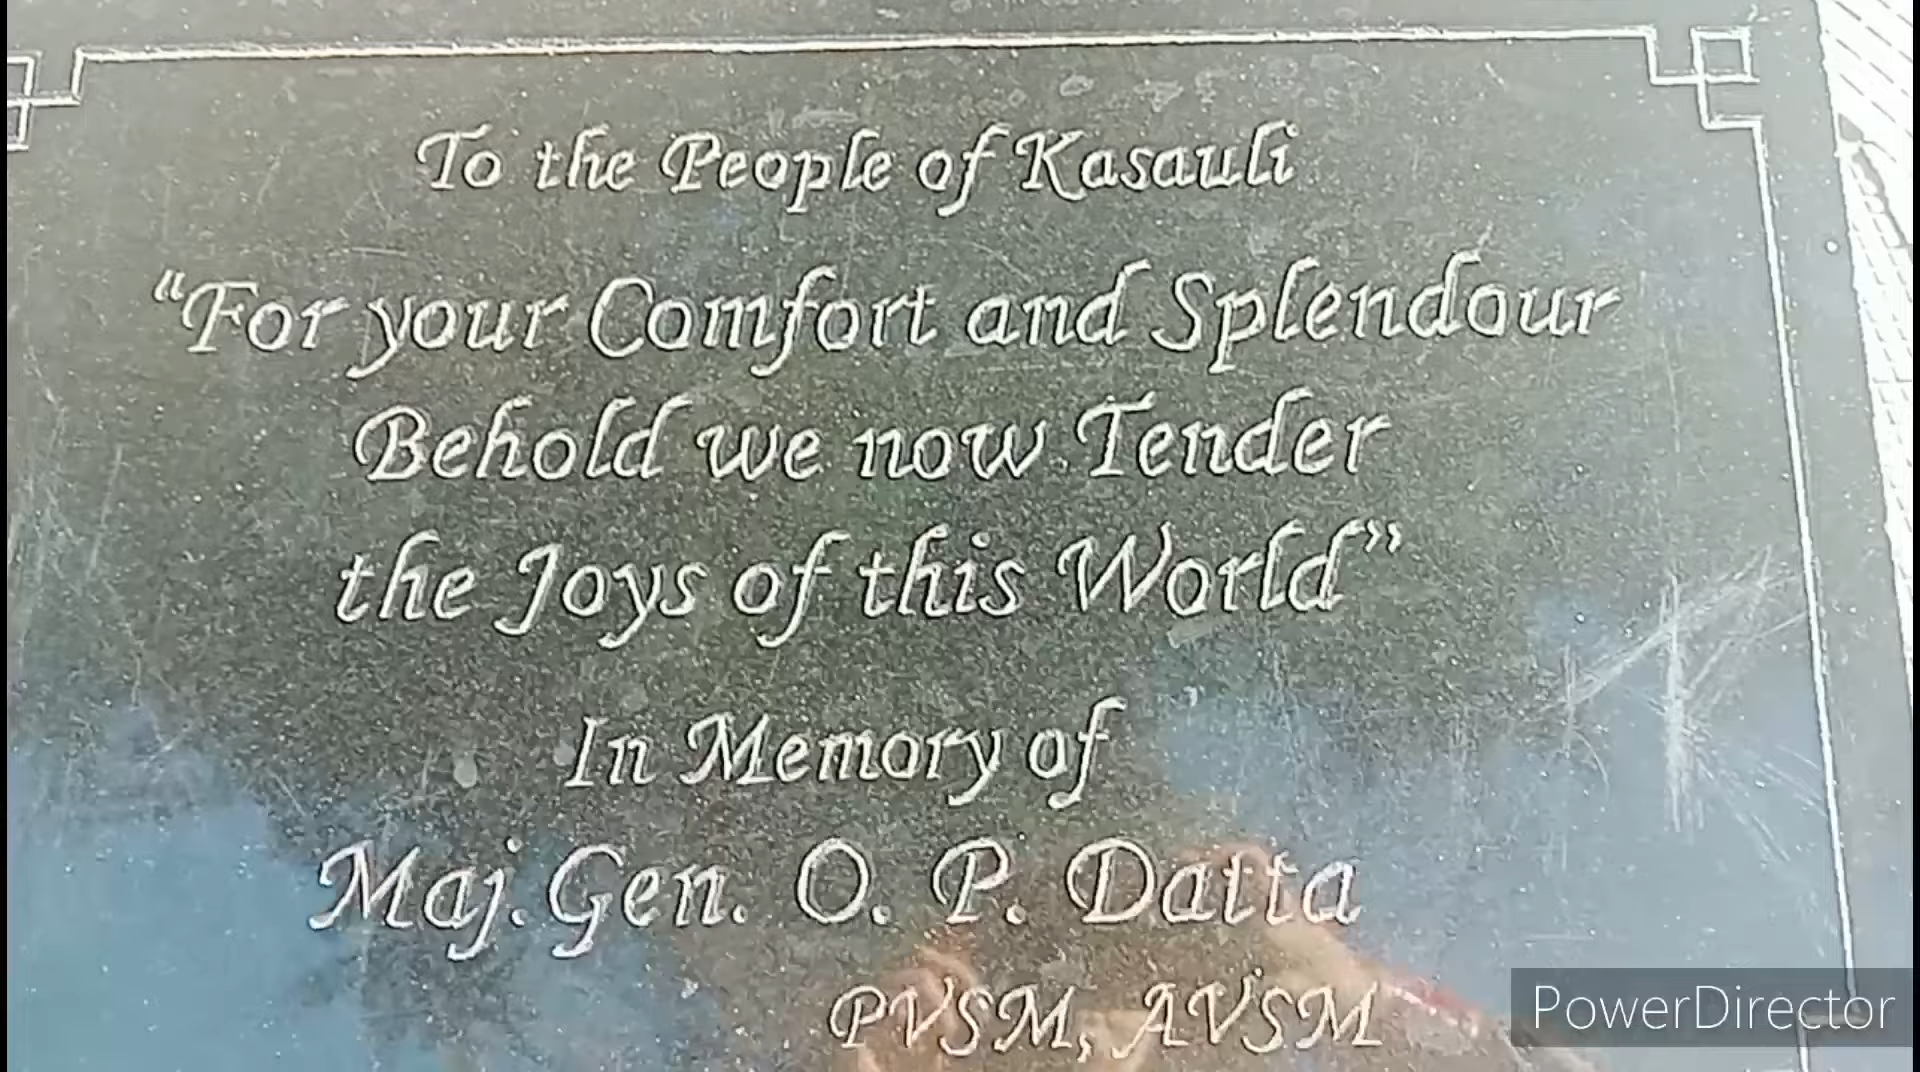 To the People of Kasauli
“For your Comfort and Splendour
Behold we now Tender
the Joys of this World”
In Memory of
Maj. Gen. O. P. Datta
PVSM, AVSM
PowerDirector